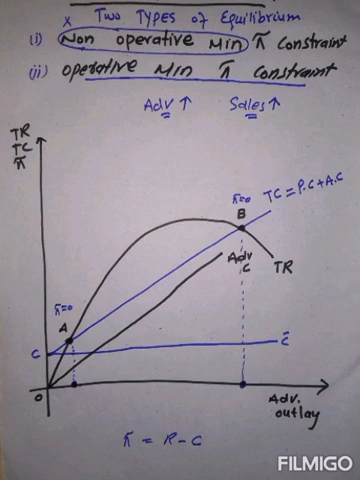 x Two Types of Equilibrium
(i) Non operative Min π̄ Constraint
(ii) operative Min π̄ constraint
Adv ↑ Sales ↑
TR
TC
π
π=0
TC = P.C + A.C
B
Adv
C
TR
π=0
A
C
C̄
O
Adv.
outlay
π = R - C
FILMIGO